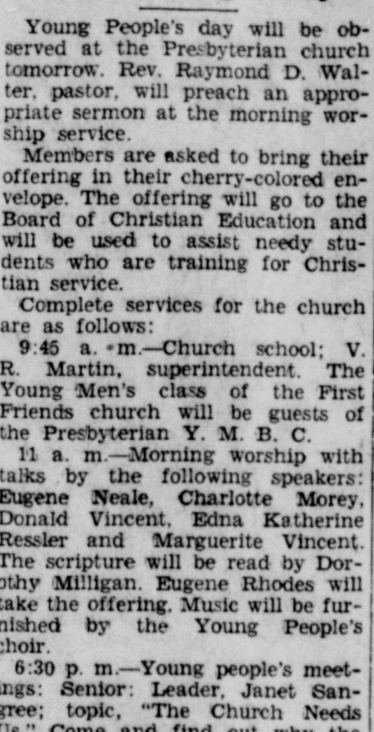 Young People's day will be ob-
served at the Presbyterian church
tomorrow. Rev. Raymond D. Wal-
ter, pastor, will preach an appro-
priate sermon at the morning wor-
ship service.
Members are asked to bring their
offering in their cherry-colored en-
velope. The offering will go to the
Board of Christian Education and
will be used to assist needy stu-
dents who are training for Chris-
tian service.
Complete services for the church
are as follows:
9:45 a. m.—Church school; V.
R. Martin, superintendent. The
Young Men's class of the First
Friends church will be guests of
the Presbyterian Y. M. B. C.
11 a. m.—Morning worship with
talks by the following speakers:
Eugene Neale, Charlotte Morey,
Donald Vincent, Edna Katherine
Ressler and Marguerite Vincent.
The scripture will be read by Dor-
othy Milligan. Eugene Rhodes will
take the offering. Music will be fur-
nished by the Young People's
choir.
6:30 p. m.—Young people's meet-
ings: Senior: Leader, Janet San-
gree; topic, "The Church Needs
Us." Come and find out why the